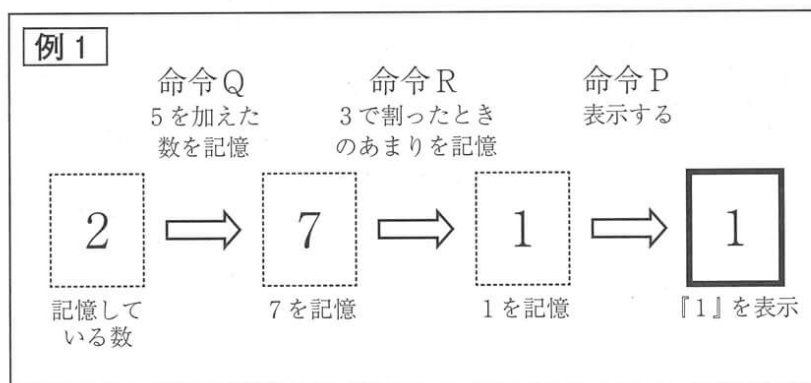 例1
命令Q
5を加えた
数を記憶
命令R
3で割ったとき
のあまりを記憶
命令P
表示する
2
7
1
1
記憶して
いる数
7を記憶
1を記憶
『1』を表示